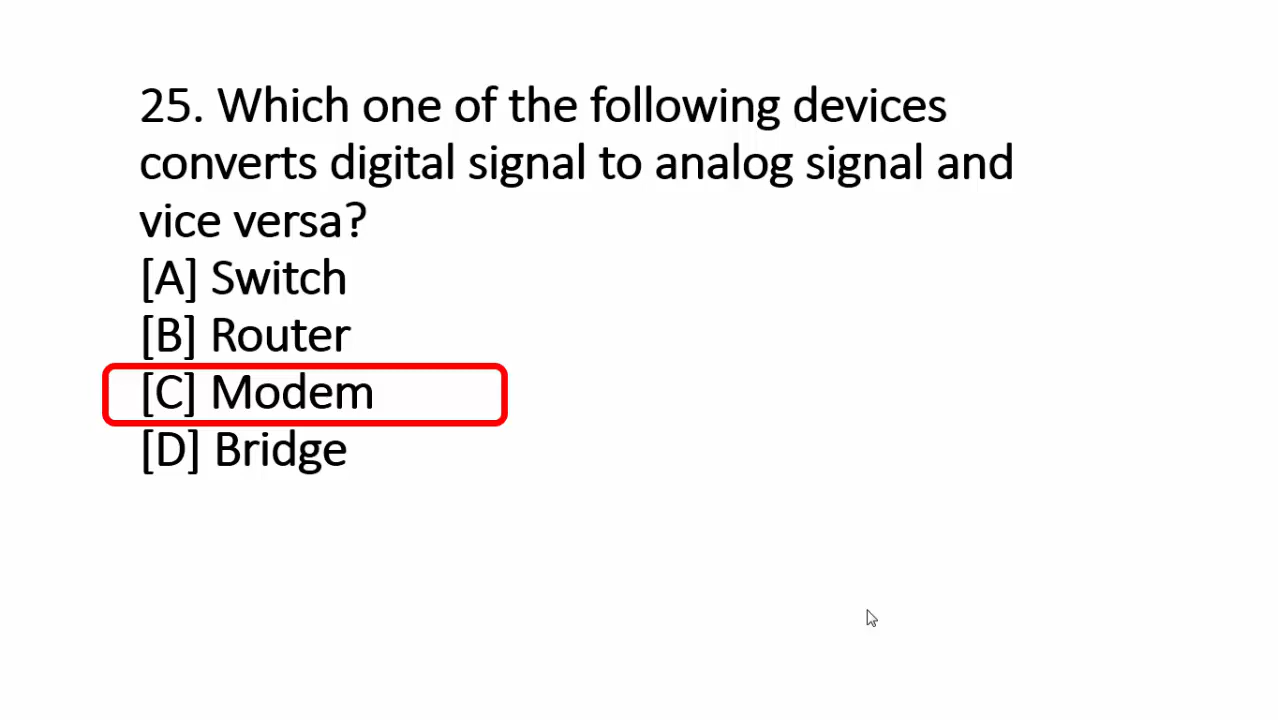 25. Which one of the following devices
converts digital signal to analog signal and
vice versa?
[A] Switch
[B] Router
[C] Modem
[D] Bridge